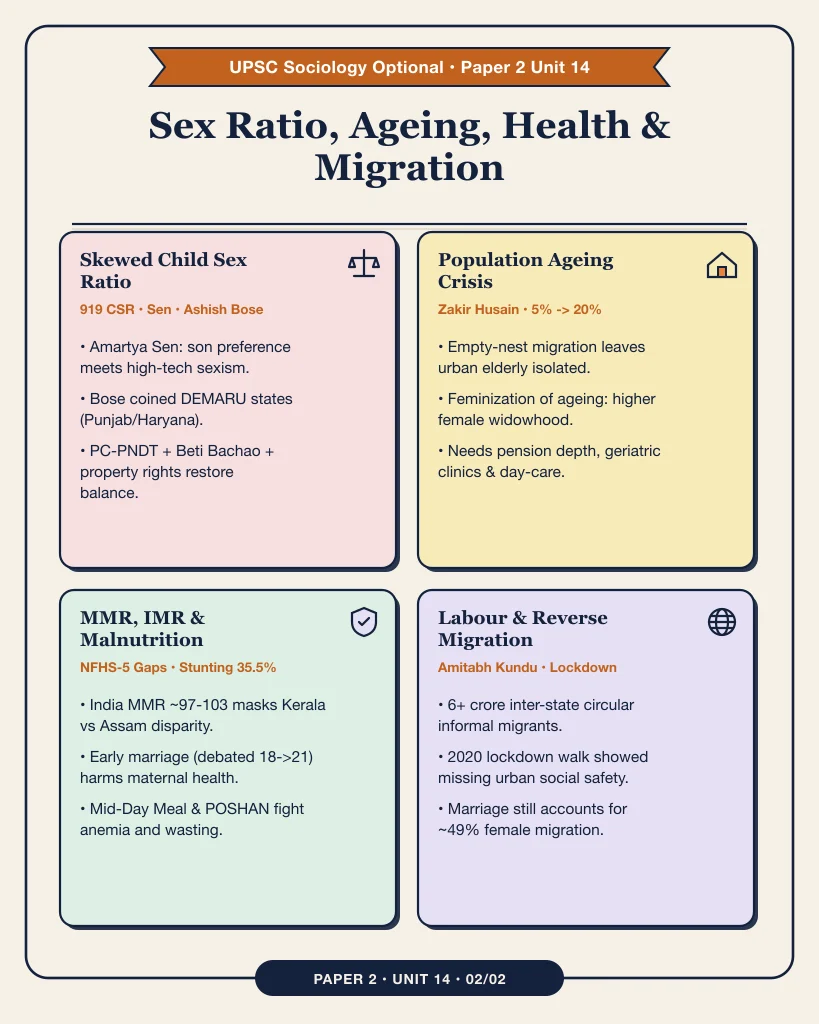 UPSC Sociology Optional • Paper 2 Unit 14
Sex Ratio, Ageing, Health &
Migration
Skewed Child Sex
Ratio
919 CSR • Sen • Ashish Bose
• Amartya Sen: son preference
meets high-tech sexism.
• Bose coined DEMARU states
(Punjab/Haryana).
• PC-PNDT + Beti Bachao +
property rights restore
balance.
Population Ageing
Crisis
Zakir Husain • 5% -> 20%
• Empty-nest migration leaves
urban elderly isolated.
• Feminization of ageing: higher
female widowhood.
• Needs pension depth, geriatric
clinics & day-care.
MMR, IMR &
Malnutrition
NFHS-5 Gaps • Stunting 35.5%
• India MMR ~97-103 masks Kerala
vs Assam disparity.
• Early marriage (debated 18->21)
harms maternal health.
• Mid-Day Meal & POSHAN fight
anemia and wasting.
Labour & Reverse
Migration
Amitabh Kundu • Lockdown
• 6+ crore inter-state circular
informal migrants.
• 2020 lockdown walk showed
missing urban social safety.
• Marriage still accounts for
~49% female migration.
PAPER 2 • UNIT 14 • 02/02